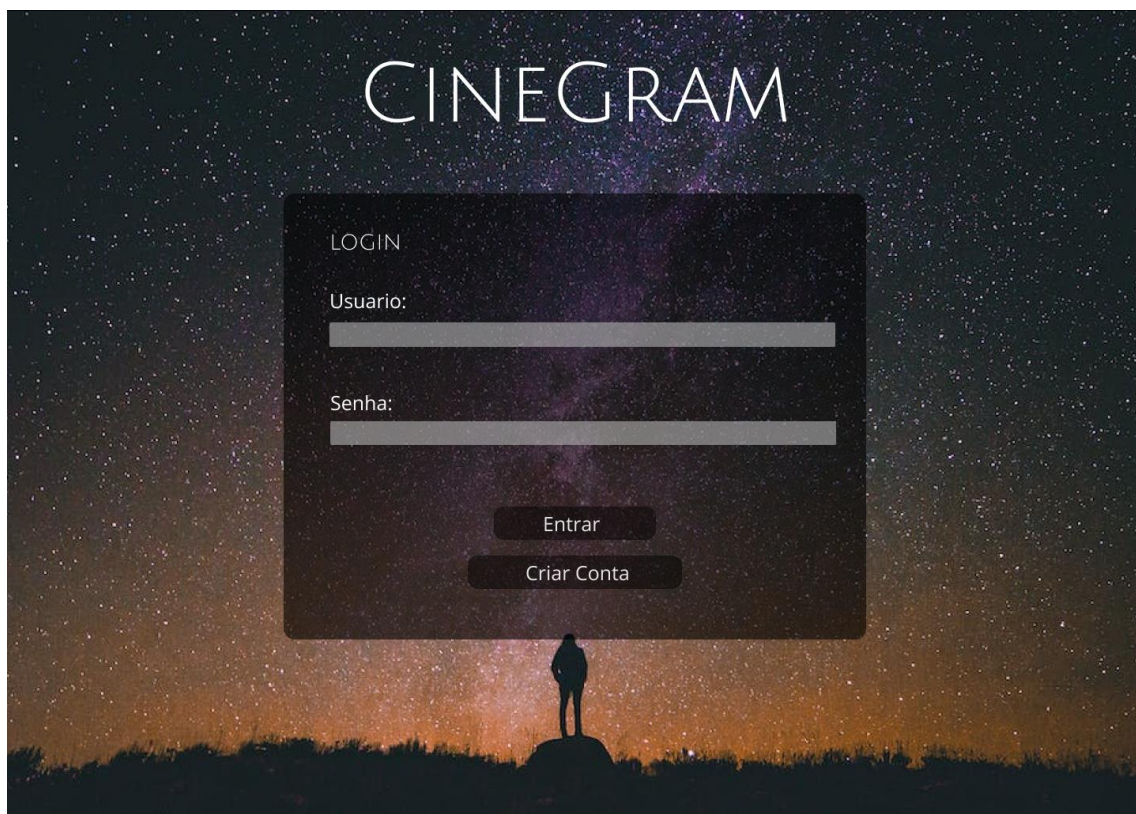 CINEGRAM
LOGIN
Usuario:
Senha:
Entrar
Criar Conta